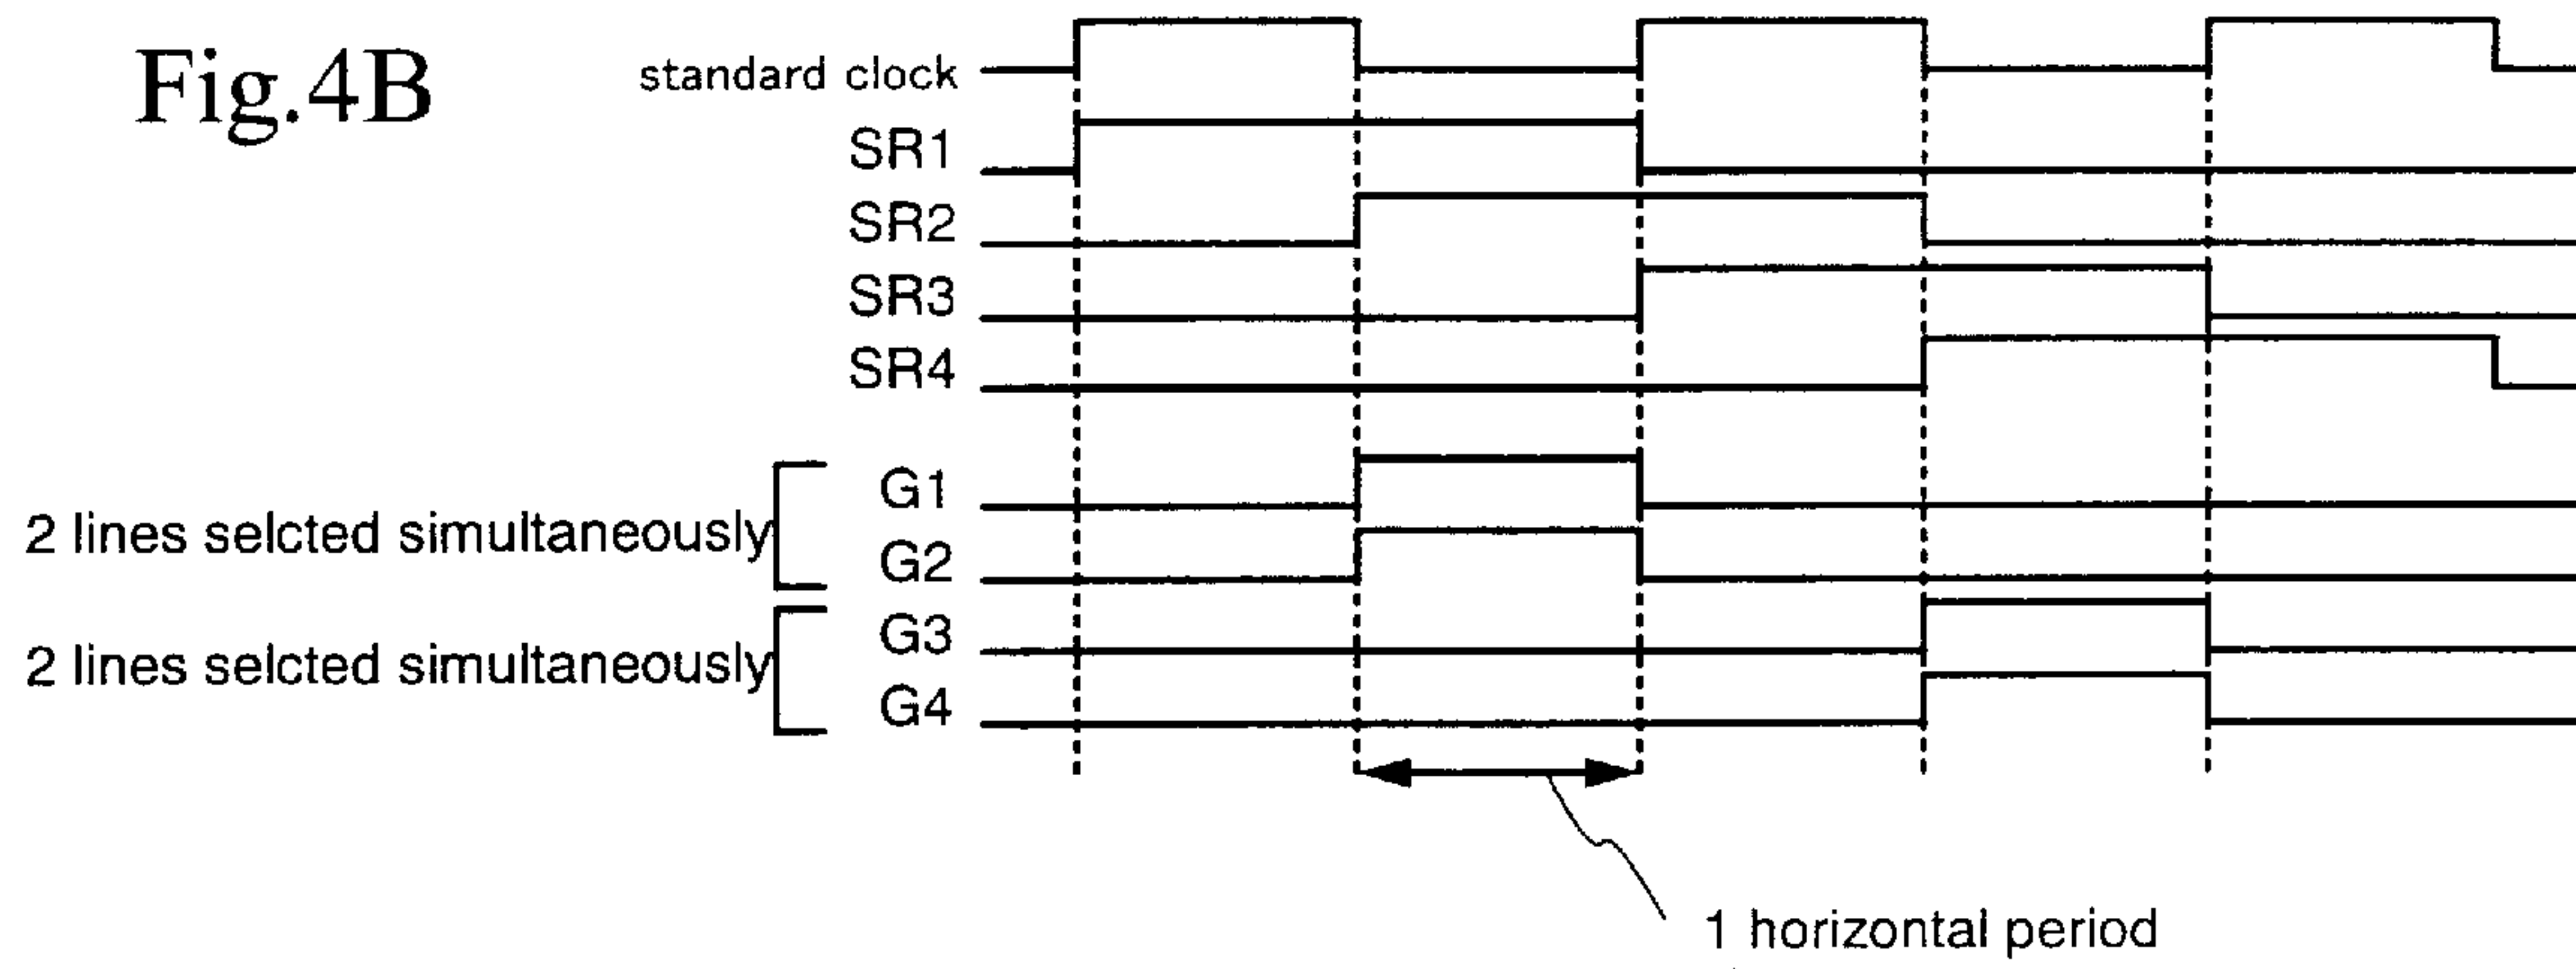 Fig.4B
standard clock
SR1
SR2
SR3
SR4
G1
2 lines selcted simultaneously
G2
G3
2 lines selcted simultaneously
G4
1 horizontal period